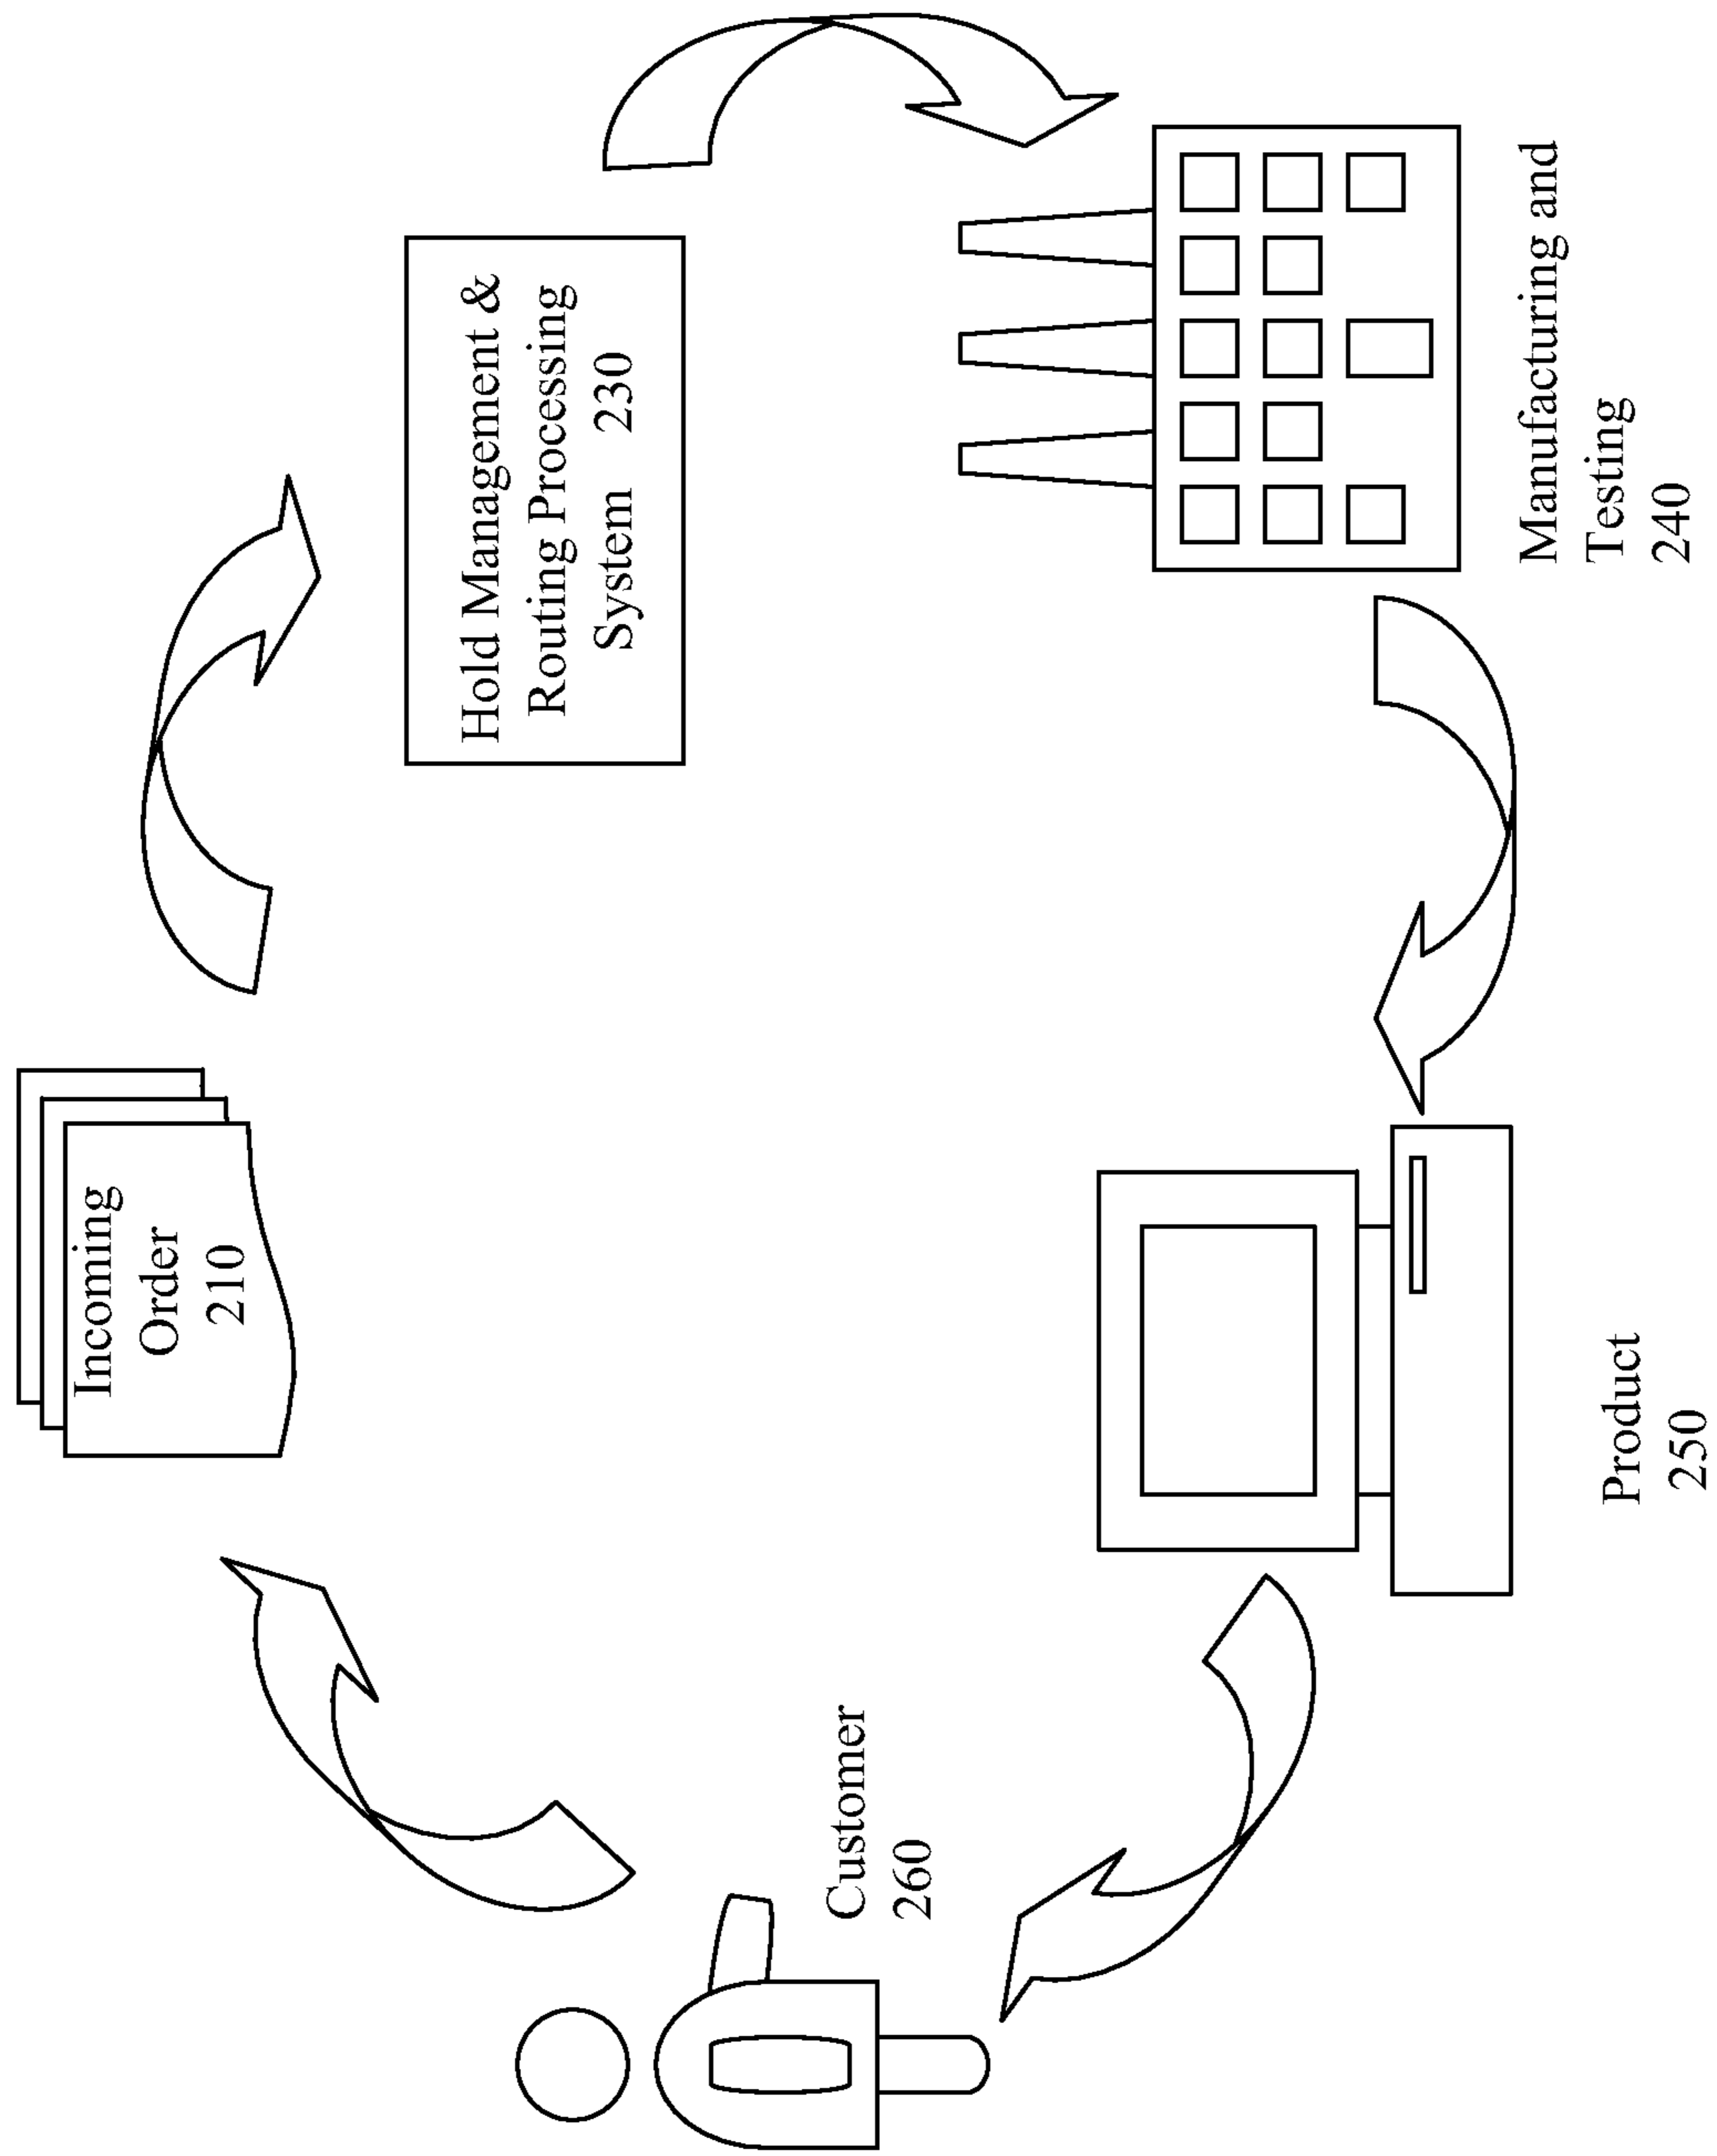 Incoming
Order
210
Hold Management &
Routing Processing
System 230
Customer
260
Manufacturing and
Testing
240
Product
250